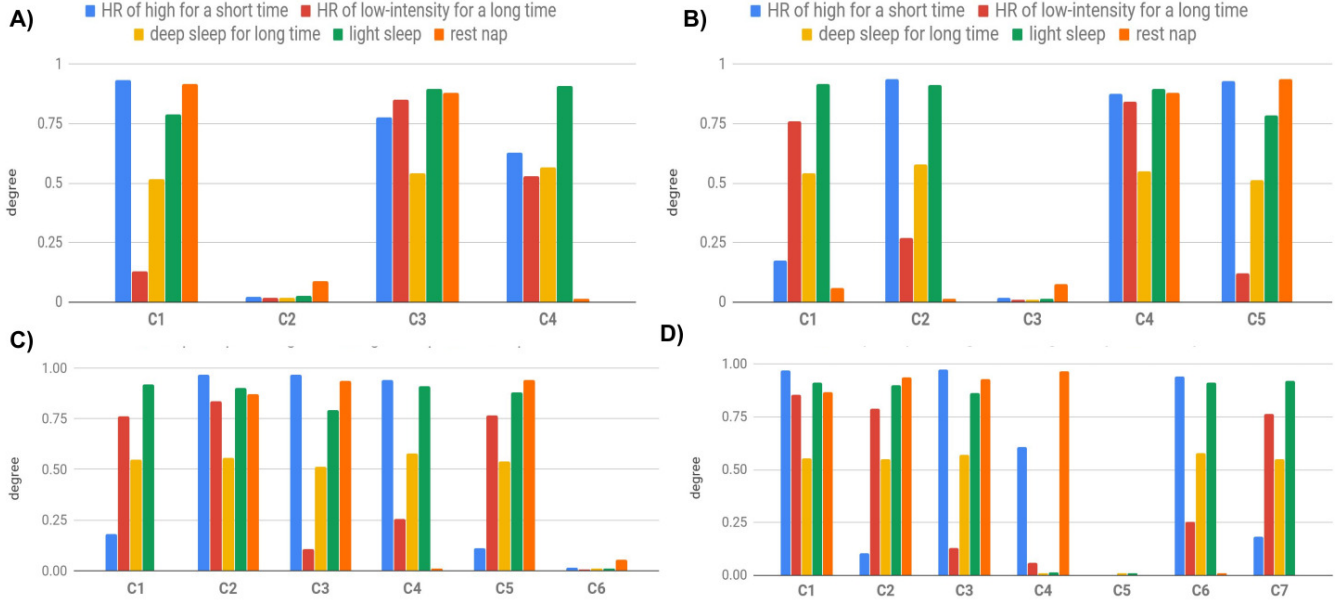 A)
HR of high for a short time HR of low-intensity for a long time
deep sleep for long time light sleep rest nap
1
0.75
0.5
0.25
0
degree
C1 C2 C3 C4
B)
HR of high for a short time HR of low-intensity for a long time
deep sleep for long time light sleep rest nap
1
0.75
0.5
0.25
0
degree
C1 C2 C3 C4 C5
C)
1.00
0.75
0.50
0.25
0.00
degree
C1 C2 C3 C4 C5 C6
D)
1.00
0.75
0.50
0.25
0.00
degree
C1 C2 C3 C4 C5 C6 C7